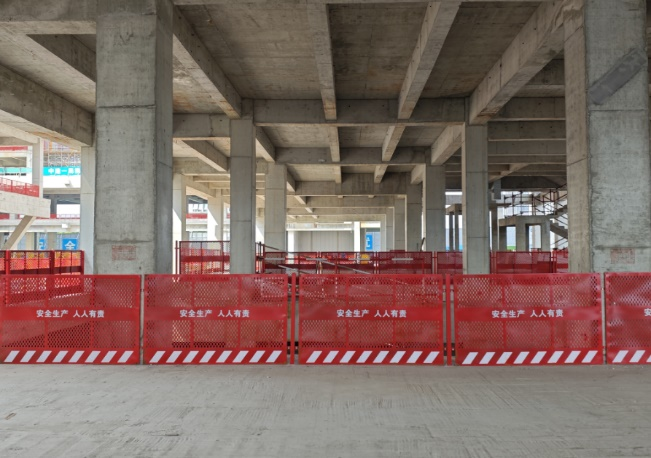 中建一局
安全生产 人人有责
安全生产 人人有责
安全生产 人人有责
安全生产 人人有责
安